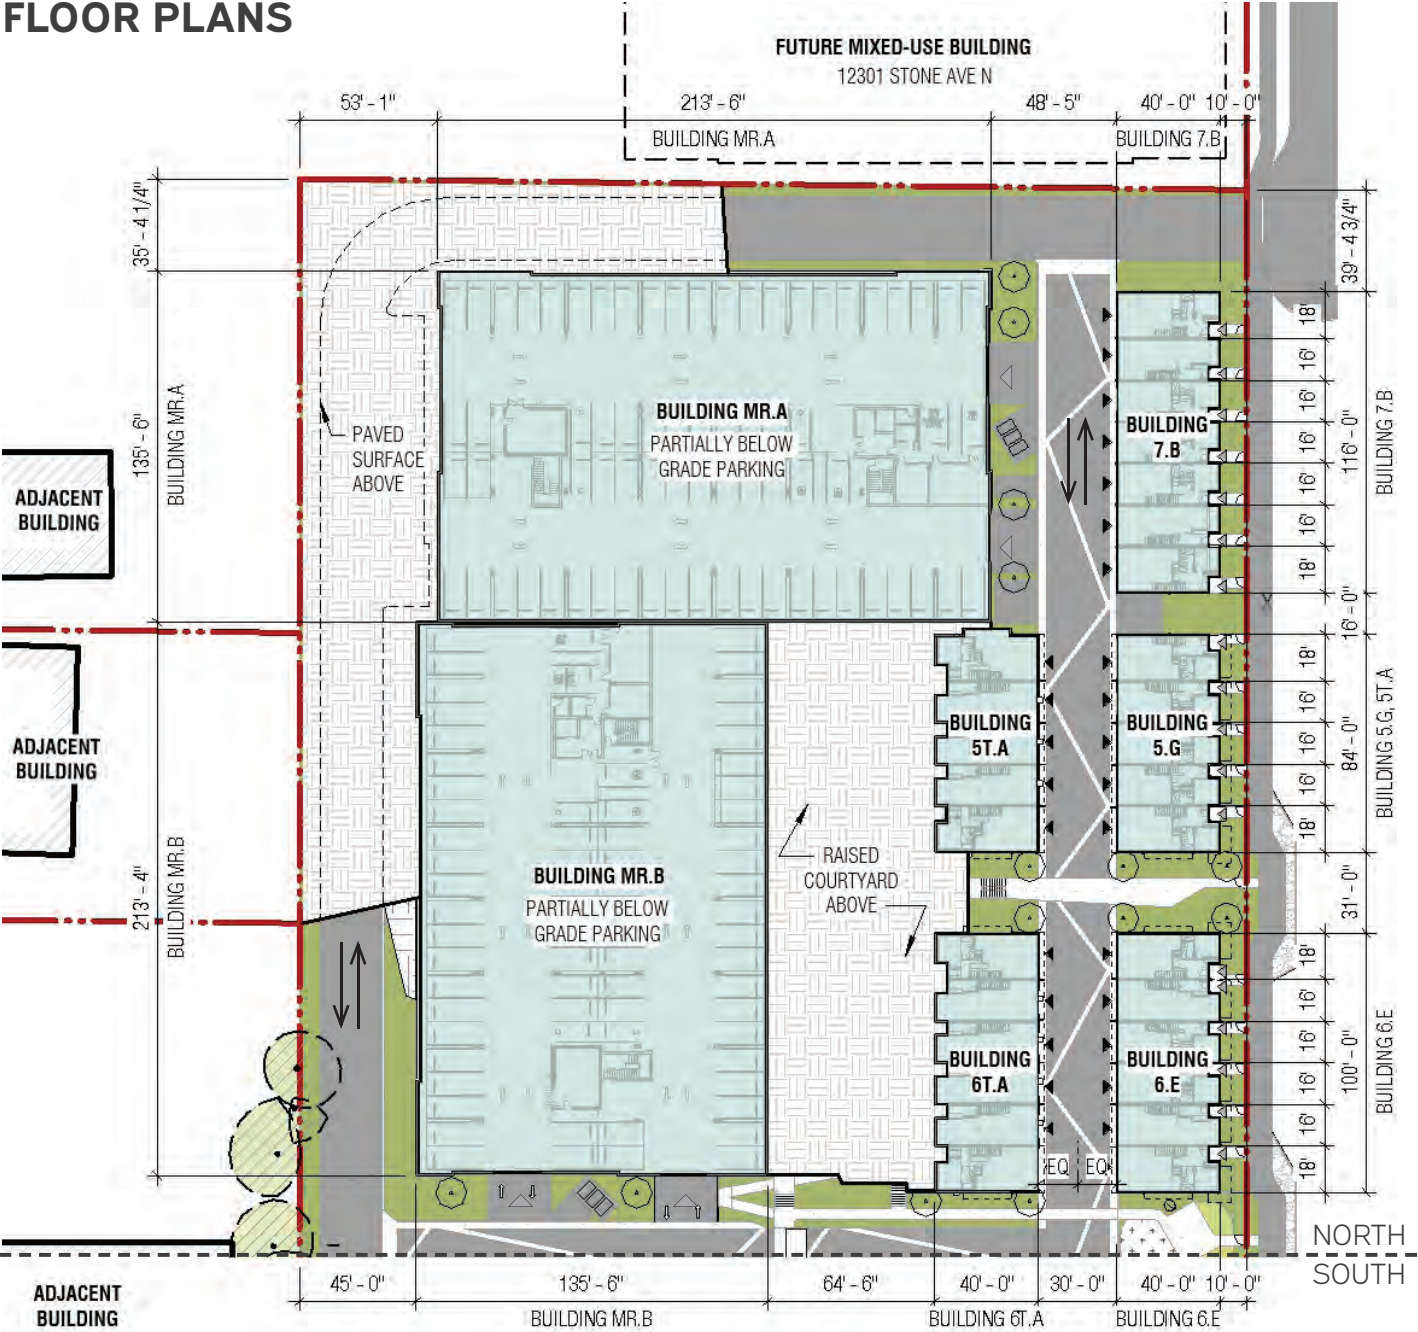 FLOOR PLANS
FUTURE MIXED-USE BUILDING
12301 STONE AVE N
53' - 1"
213' - 6"
48' - 5"
40' - 0"
10' - 0"
BUILDING MR.A
BUILDING 7.B
35' - 4 1/4"
135' - 6"
BUILDING MR.A
213' - 4"
BUILDING MR.B
ADJACENT
BUILDING
ADJACENT
BUILDING
ADJACENT
BUILDING
PAVED
SURFACE
ABOVE
BUILDING MR.A
PARTIALLY BELOW
GRADE PARKING
BUILDING MR.B
PARTIALLY BELOW
GRADE PARKING
RAISED
COURTYARD
ABOVE
BUILDING
7.B
BUILDING
5T.A
BUILDING
5.G
BUILDING
6T.A
BUILDING
6.E
EQ
EQ
39' - 4 3/4"
18'
16'
16'
16'
16'
16'
18'
116' - 0"
BUILDING 7.B
16' - 0"
18'
16'
16'
16'
18'
84' - 0"
BUILDING 5.G, 5T.A
31' - 0"
18'
16'
16'
16'
16'
18'
100' - 0"
BUILDING 6.E
NORTH
SOUTH
45' - 0"
135' - 6"
64' - 6"
40' - 0"
30' - 0"
40' - 0"
10' - 0"
BUILDING MR.B
BUILDING 6T.A
BUILDING 6.E